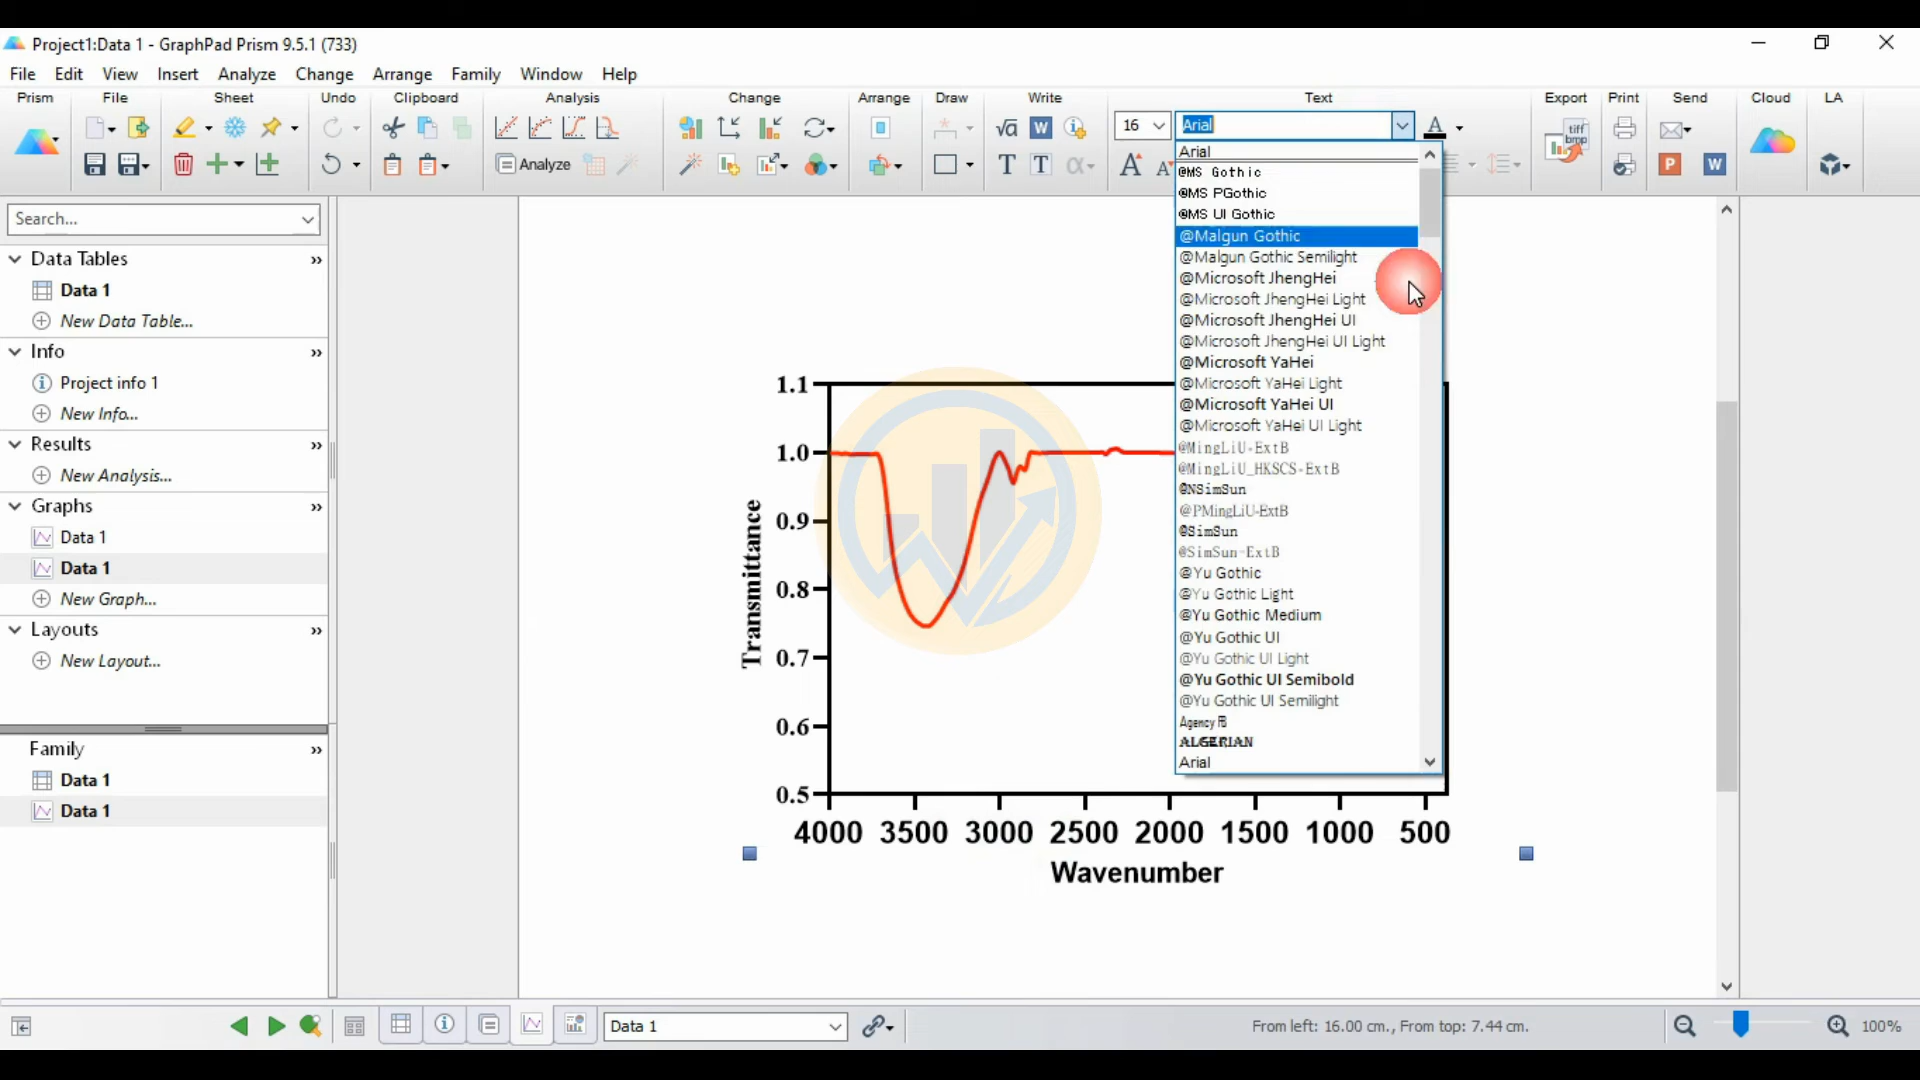 Project1:Data 1 - GraphPad Prism 9.5.1 (733)
File Edit View Insert Analyze Change Arrange Family Window Help
Prism File Sheet Undo Clipboard Analysis Change Arrange Draw Write Text Export Print Send Cloud LA
16 Arial
Analyze
tiff
bmp
Search...
Data Tables
Data 1
New Data Table...
Info
Project info 1
New Info...
Results
New Analysis...
Graphs
Data 1
Data 1
New Graph...
Layouts
New Layout...
Family
Data 1
Data 1
Arial
@MS Gothic
@MS PGothic
@MS UI Gothic
@Malgun Gothic
@Malgun Gothic Semilight
@Microsoft JhengHei
@Microsoft JhengHei Light
@Microsoft JhengHei UI
@Microsoft JhengHei UI Light
@Microsoft YaHei
@Microsoft YaHei Light
@Microsoft YaHei UI
@Microsoft YaHei UI Light
@MingLiU-ExtB
@MingLiU_HKSCS-ExtB
@NSimSun
@PMingLiU-ExtB
@SimSun
@SimSun-ExtB
@Yu Gothic
@Yu Gothic Light
@Yu Gothic Medium
@Yu Gothic UI
@Yu Gothic UI Light
@Yu Gothic UI Semibold
@Yu Gothic UI Semilight
Agency FB
ALGERIAN
Arial
Transmittance
1.1
1.0
0.9
0.8
0.7
0.6
0.5
4000 3500 3000 2500 2000 1500 1000 500
Wavenumber
Data 1
From left: 16.00 cm., From top: 7.44 cm.
100%